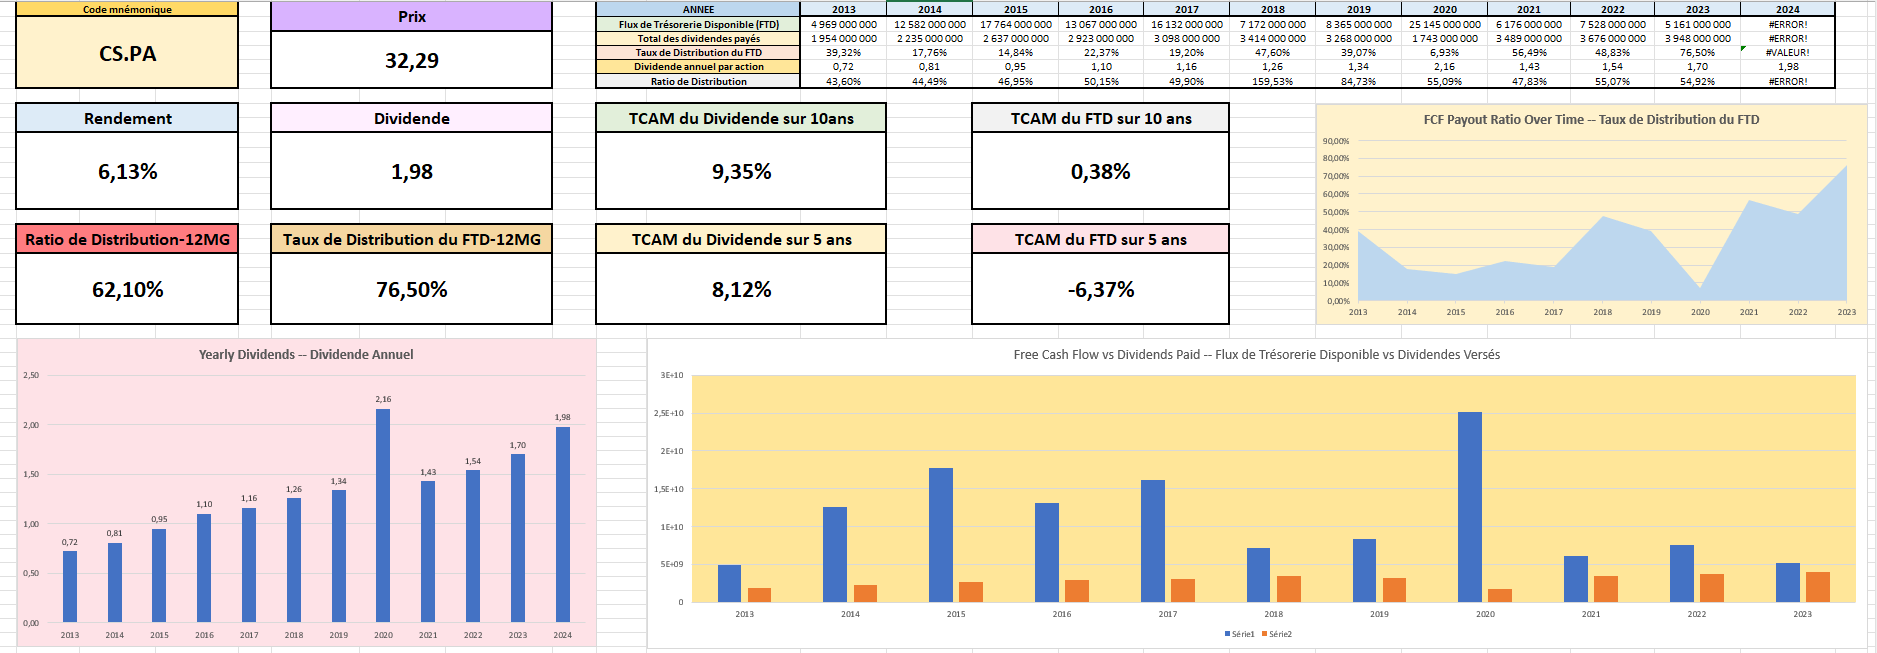 Code mnémonique
CS.PA
Prix
32,29
ANNEE 2013 2014 2015 2016 2017 2018 2019 2020 2021 2022 2023 2024
Flux de Trésorerie Disponible (FTD) 4 969 000 000 12 582 000 000 17 764 000 000 13 067 000 000 16 132 000 000 7 172 000 000 8 365 000 000 25 145 000 000 6 176 000 000 7 528 000 000 5 161 000 000 #ERROR!
Total des dividendes payés 1 954 000 000 2 235 000 000 2 637 000 000 2 923 000 000 3 098 000 000 3 414 000 000 3 268 000 000 1 743 000 000 3 489 000 000 3 676 000 000 3 948 000 000 #ERROR!
Taux de Distribution du FTD 39,32% 17,76% 14,84% 22,37% 19,20% 47,60% 39,07% 6,93% 56,49% 48,83% 76,50% #VALEUR!
Dividende annuel par action 0,72 0,81 0,95 1,10 1,16 1,26 1,34 2,16 1,43 1,54 1,70 1,98
Ratio de Distribution 43,60% 44,49% 46,95% 50,15% 49,90% 159,53% 84,73% 55,09% 47,83% 55,07% 54,92% #ERROR!
Rendement
6,13%
Dividende
1,98
TCAM du Dividende sur 10ans
9,35%
TCAM du FTD sur 10 ans
0,38%
Ratio de Distribution-12MG
62,10%
Taux de Distribution du FTD-12MG
76,50%
TCAM du Dividende sur 5 ans
8,12%
TCAM du FTD sur 5 ans
-6,37%
FCF Payout Ratio Over Time -- Taux de Distribution du FTD
90,00%
80,00%
70,00%
60,00%
50,00%
40,00%
30,00%
20,00%
10,00%
0,00%
2013 2014 2015 2016 2017 2018 2019 2020 2021 2022 2023
Yearly Dividends -- Dividende Annuel
2,50
2,00
1,50
1,00
0,50
0,00
0,72 0,81 0,95 1,10 1,16 1,26 1,34 2,16 1,43 1,54 1,70 1,98
2013 2014 2015 2016 2017 2018 2019 2020 2021 2022 2023 2024
Free Cash Flow vs Dividends Paid -- Flux de Trésorerie Disponible vs Dividendes Versés
3E+10
2,5E+10
2E+10
1,5E+10
1E+10
5E+09
0
2013 2014 2015 2016 2017 2018 2019 2020 2021 2022 2023
Série1 Série2